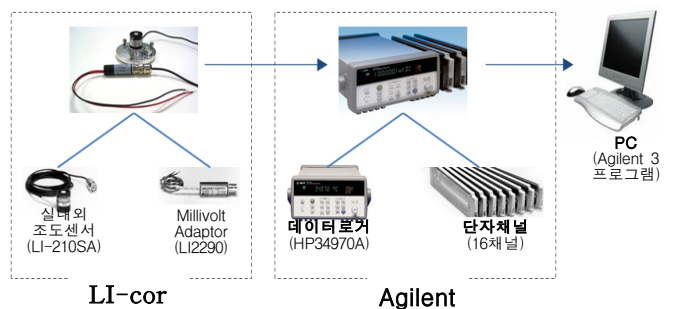 실내외
조도센서
(LI-210SA)
Millivolt
Adaptor
(LI2290)
LI-cor
데이터로거
(HP34970A)
단자채널
(16채널)
Agilent
PC
(Agilent 3
프로그램)